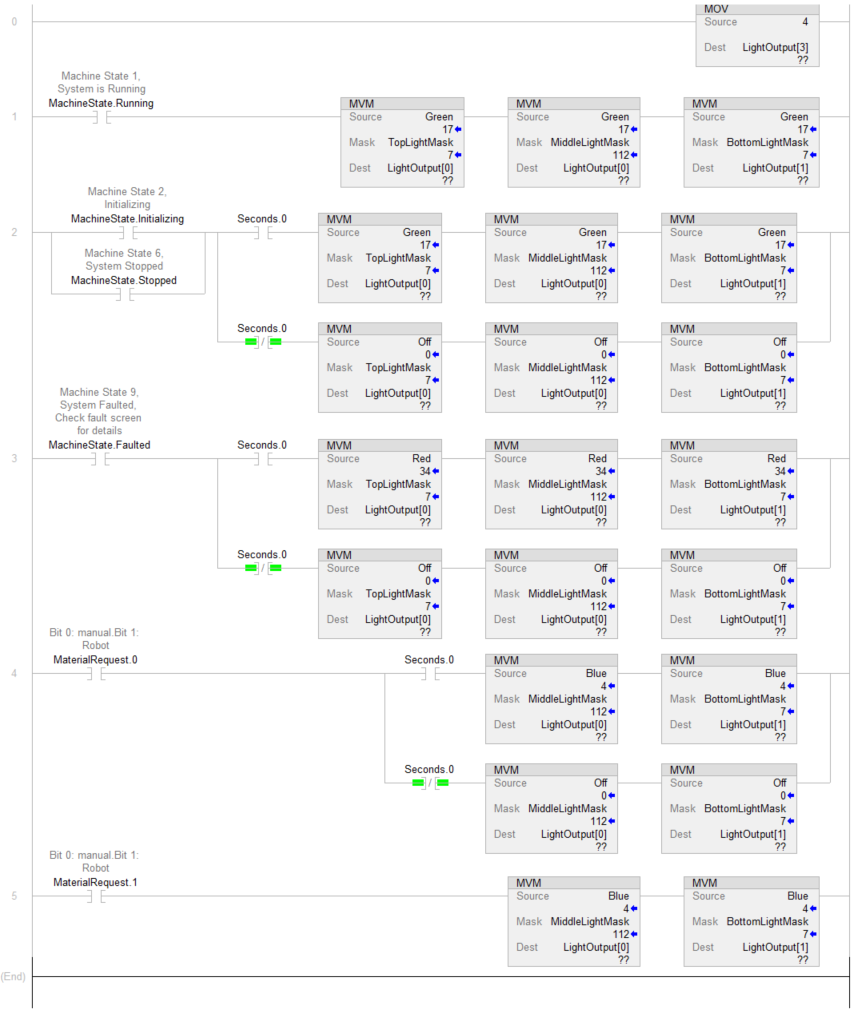 MOV
0
Source 4
Dest LightOutput[3]
??
Machine State 1,
System is Running
MachineState.Running
1
MVM MVM MVM
Source Green Source Green Source Green
17 17 17
Mask TopLightMask Mask MiddleLightMask Mask BottomLightMask
7 112 7
Dest LightOutput[0] Dest LightOutput[0] Dest LightOutput[1]
?? ?? ??
Machine State 2,
Initializing
MachineState.Initializing Seconds.0
2
MVM MVM MVM
Source Green Source Green Source Green
17 17 17
Mask TopLightMask Mask MiddleLightMask Mask BottomLightMask
7 112 7
Dest LightOutput[0] Dest LightOutput[0] Dest LightOutput[1]
?? ?? ??
Machine State 6,
System Stopped
MachineState.Stopped
Seconds.0
MVM MVM MVM
Source Off Source Off Source Off
0 0 0
Mask TopLightMask Mask MiddleLightMask Mask BottomLightMask
7 112 7
Dest LightOutput[0] Dest LightOutput[0] Dest LightOutput[1]
?? ?? ??
Machine State 9,
System Faulted,
Check fault screen
for details
MachineState.Faulted Seconds.0
3
MVM MVM MVM
Source Red Source Red Source Red
34 34 34
Mask TopLightMask Mask MiddleLightMask Mask BottomLightMask
7 112 7
Dest LightOutput[0] Dest LightOutput[0] Dest LightOutput[1]
?? ?? ??
Seconds.0
MVM MVM MVM
Source Off Source Off Source Off
0 0 0
Mask TopLightMask Mask MiddleLightMask Mask BottomLightMask
7 112 7
Dest LightOutput[0] Dest LightOutput[0] Dest LightOutput[1]
?? ?? ??
Bit 0: manual.Bit 1:
Robot
MaterialRequest.0 Seconds.0
4
MVM MVM
Source Blue Source Blue
4 4
Mask MiddleLightMask Mask BottomLightMask
112 7
Dest LightOutput[0] Dest LightOutput[1]
?? ??
Seconds.0
MVM MVM
Source Off Source Off
0 0
Mask MiddleLightMask Mask BottomLightMask
112 7
Dest LightOutput[0] Dest LightOutput[1]
?? ??
Bit 0: manual.Bit 1:
Robot
MaterialRequest.1
5
MVM MVM
Source Blue Source Blue
4 4
Mask MiddleLightMask Mask BottomLightMask
112 7
Dest LightOutput[0] Dest LightOutput[1]
?? ??
(End)